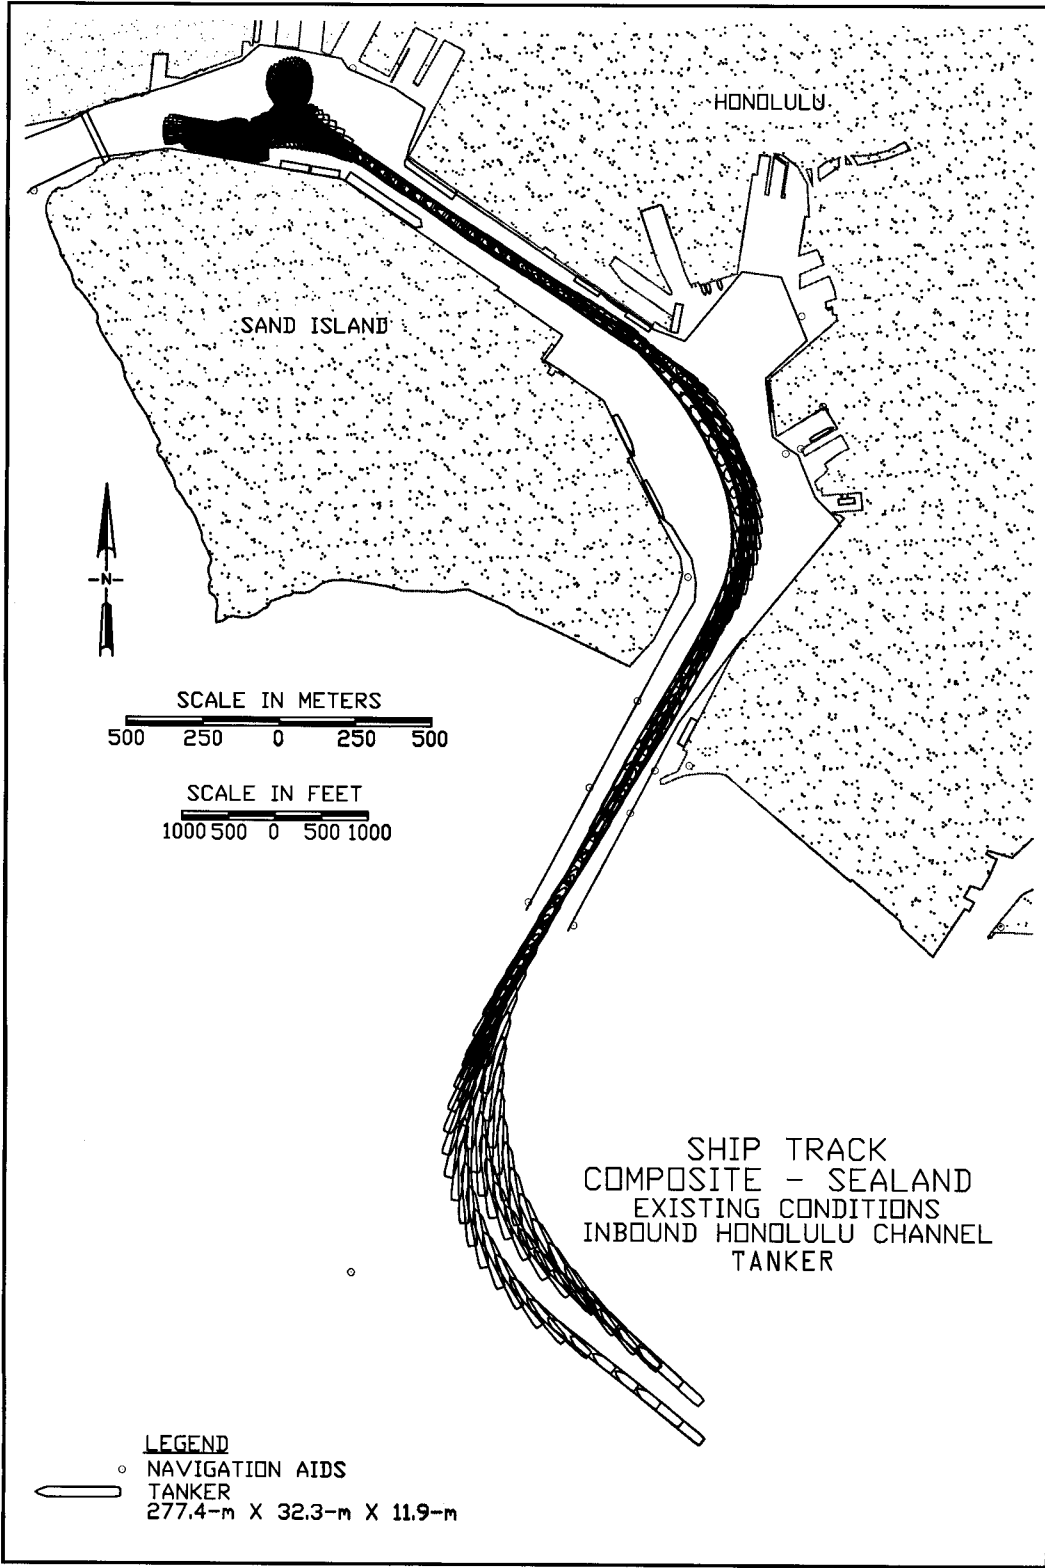 HONOLULU
SAND ISLAND
-N-
SCALE IN METERS
500 250 0 250 500
SCALE IN FEET
1000 500 0 500 1000
SHIP TRACK
COMPOSITE - SEALAND
EXISTING CONDITIONS
INBOUND HONOLULU CHANNEL
TANKER
LEGEND
NAVIGATION AIDS
TANKER
277.4-m X 32.3-m X 11.9-m